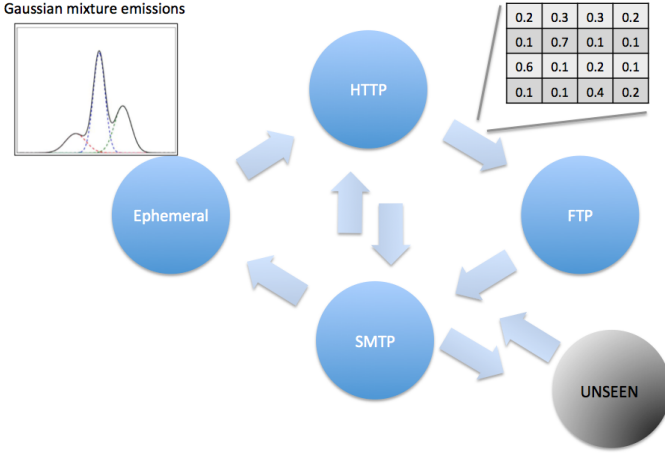 Gaussian mixture emissions
0.2 0.3 0.3 0.2
0.1 0.7 0.1 0.1
0.6 0.1 0.2 0.1
0.1 0.1 0.4 0.2
HTTP
Ephemeral
FTP
SMTP
UNSEEN